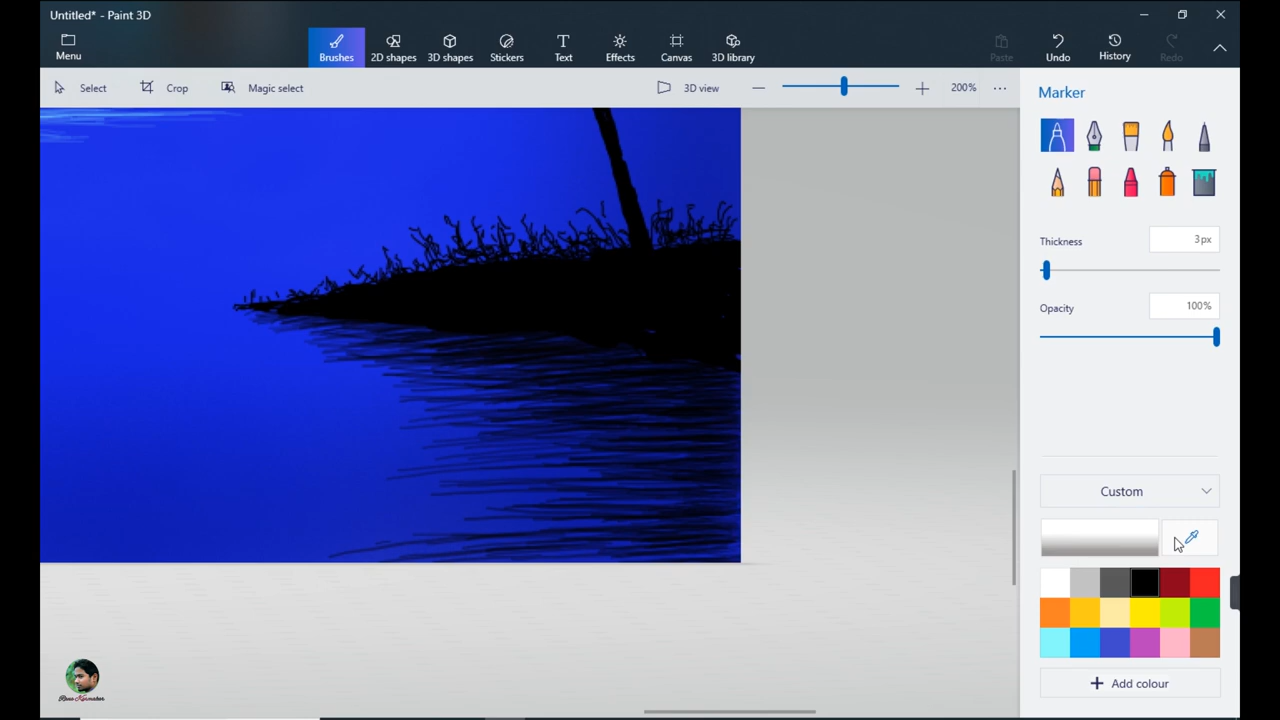 Untitled* - Paint 3D
Menu
Brushes
2D shapes
3D shapes
Stickers
Text
Effects
Canvas
3D library
Paste
Undo
History
Redo
Select
Crop
Magic select
3D view
200%
Marker
Thickness
3px
Opacity
100%
Custom
Add colour